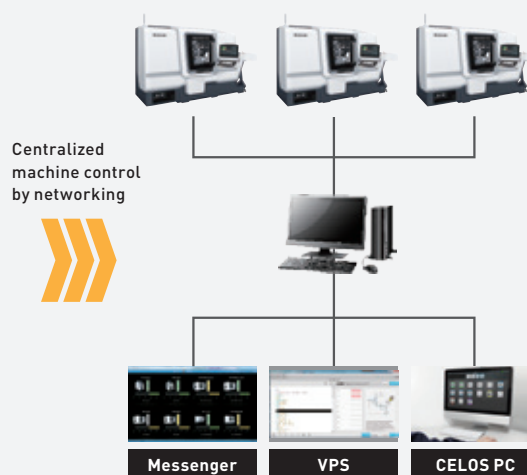 Centralized
machine control
by networking
Messenger
VPS
CELOS PC